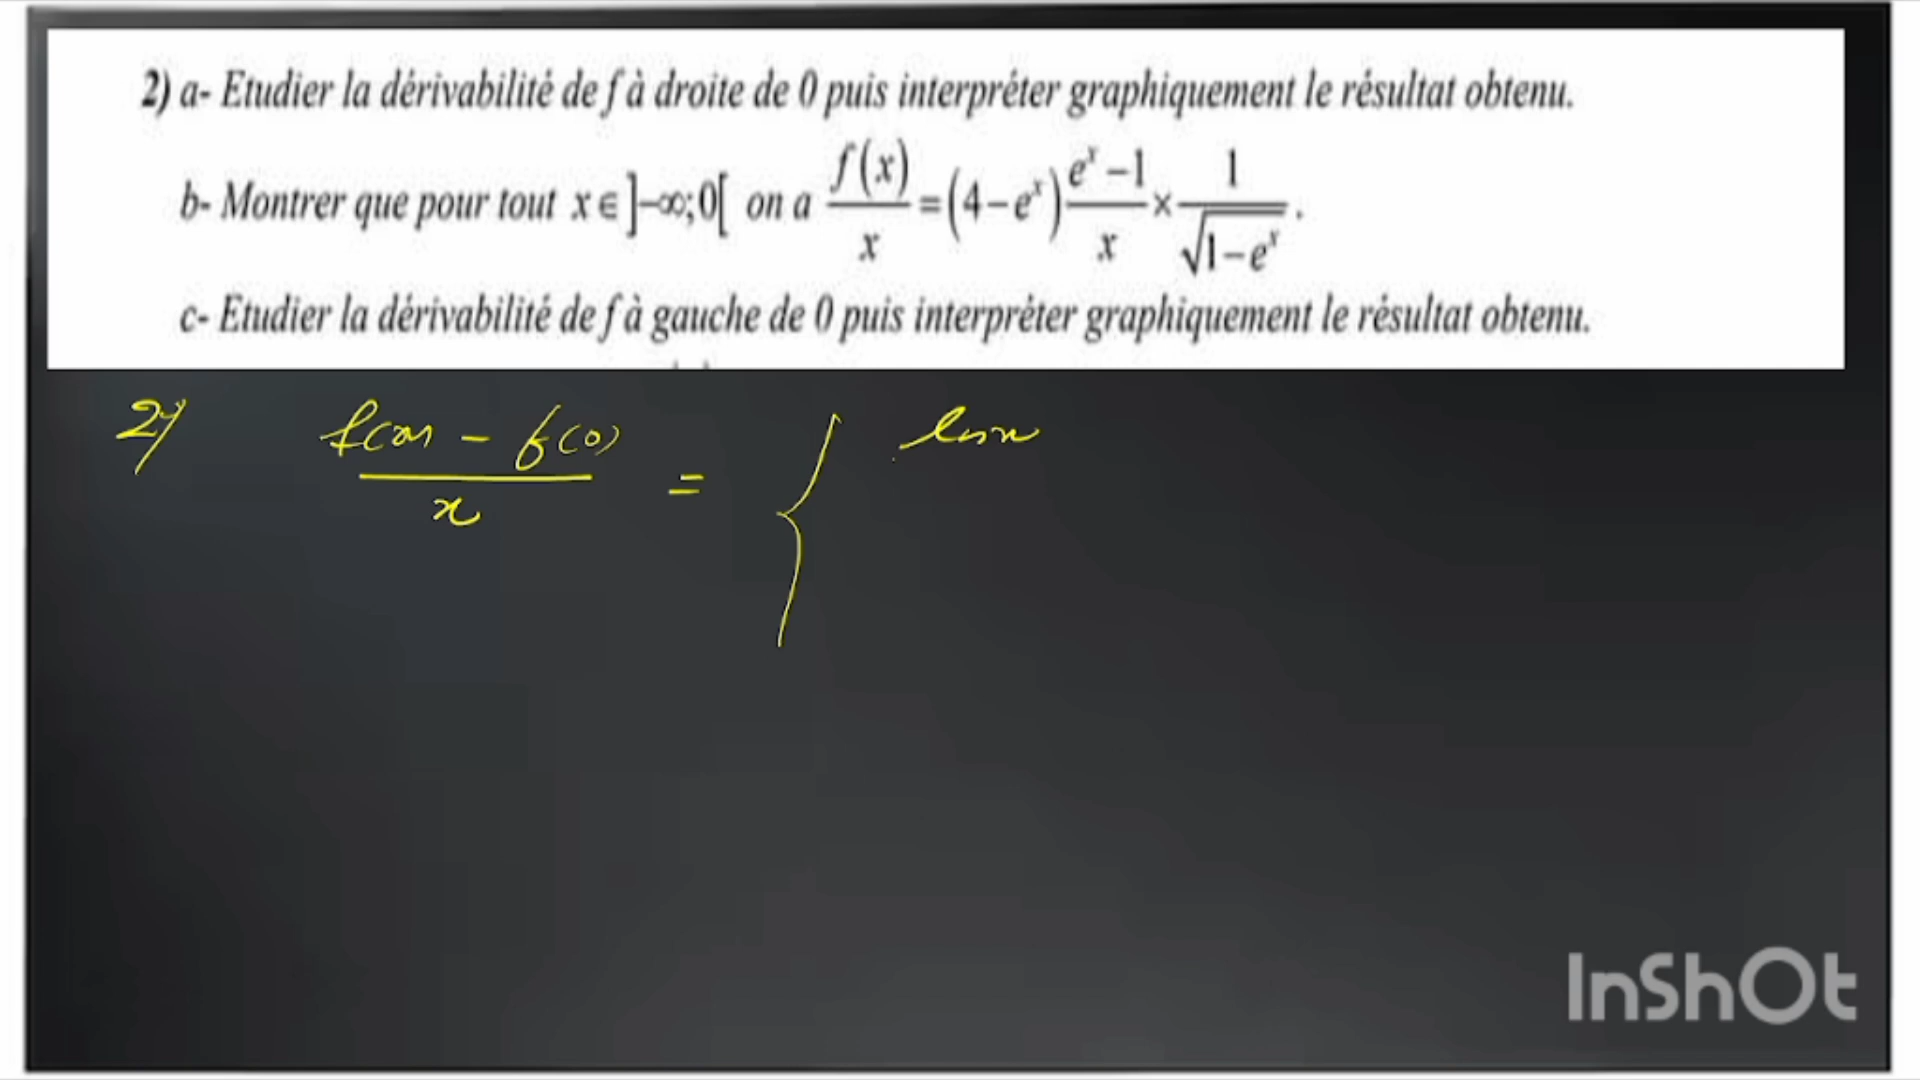 2) a- Etudier la dérivabilité de f à droite de 0 puis interpréter graphiquement le résultat obtenu.
b- Montrer que pour tout x ∈ ]-∞;0[ on a f(x)/x = (4-e^x) (e^x-1)/x × 1/√(1-e^x).
c- Etudier la dérivabilité de f à gauche de 0 puis interpréter graphiquement le résultat obtenu.
2) (f(x) - f(0))/x = {
InShOt